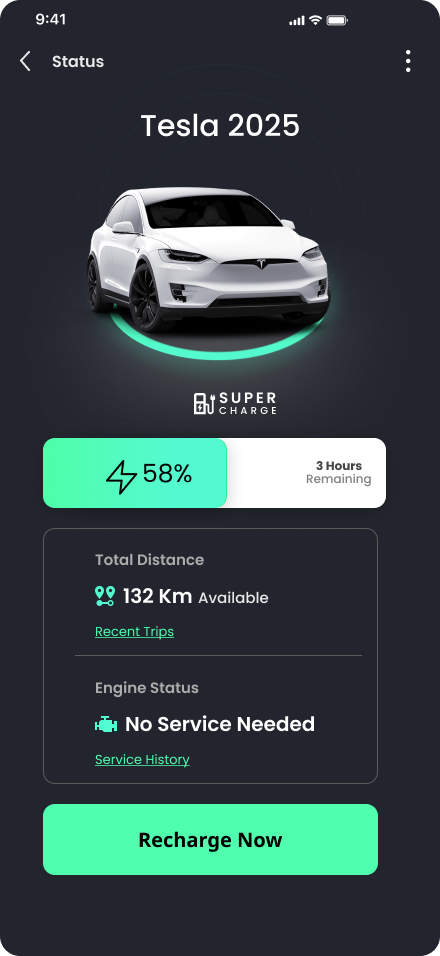 9:41
Status
Tesla 2025
SUPER
CHARGE
58%
3 Hours
Remaining
Total Distance
132 Km Available
Recent Trips
Engine Status
No Service Needed
Service History
Recharge Now